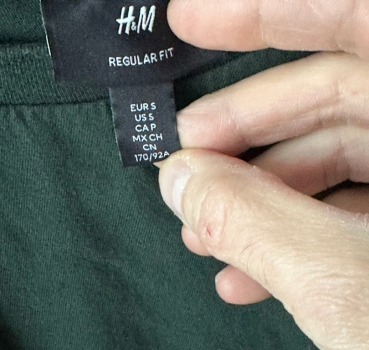 H&M
REGULAR FIT
EUR S
US S
CA P
MX CH
CN
170/92A